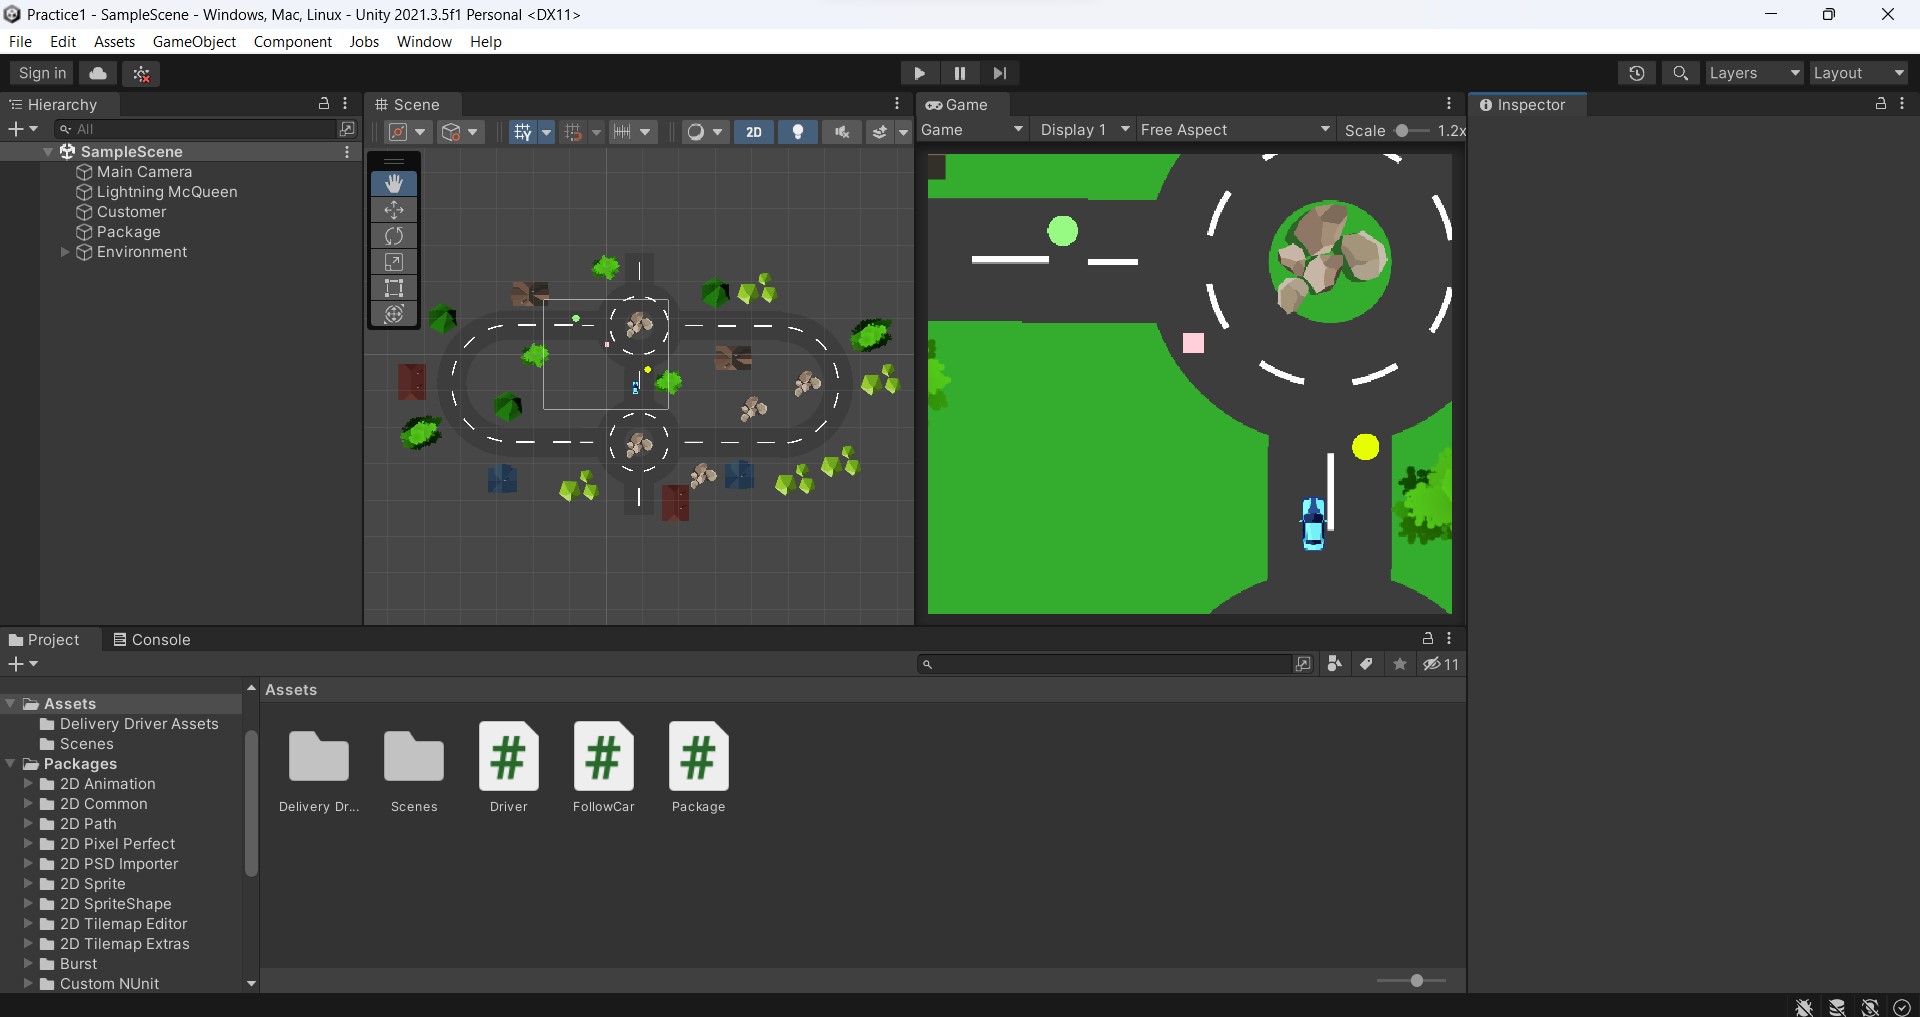 Practice1 - SampleScene - Windows, Mac, Linux - Unity 2021.3.5f1 Personal <DX11>
File Edit Assets GameObject Component Jobs Window Help
Sign in Layers Layout
Hierarchy
All
SampleScene
Main Camera
Lightning McQueen
Customer
Package
Environment
Scene
2D
Game
Game Display 1 Free Aspect Scale 1.2x
Inspector
Project Console
11
Assets
Delivery Driver Assets
Scenes
Packages
2D Animation
2D Common
2D Path
2D Pixel Perfect
2D PSD Importer
2D Sprite
2D SpriteShape
2D Tilemap Editor
2D Tilemap Extras
Burst
Custom NUnit
Assets
Delivery Dr... Scenes Driver FollowCar Package